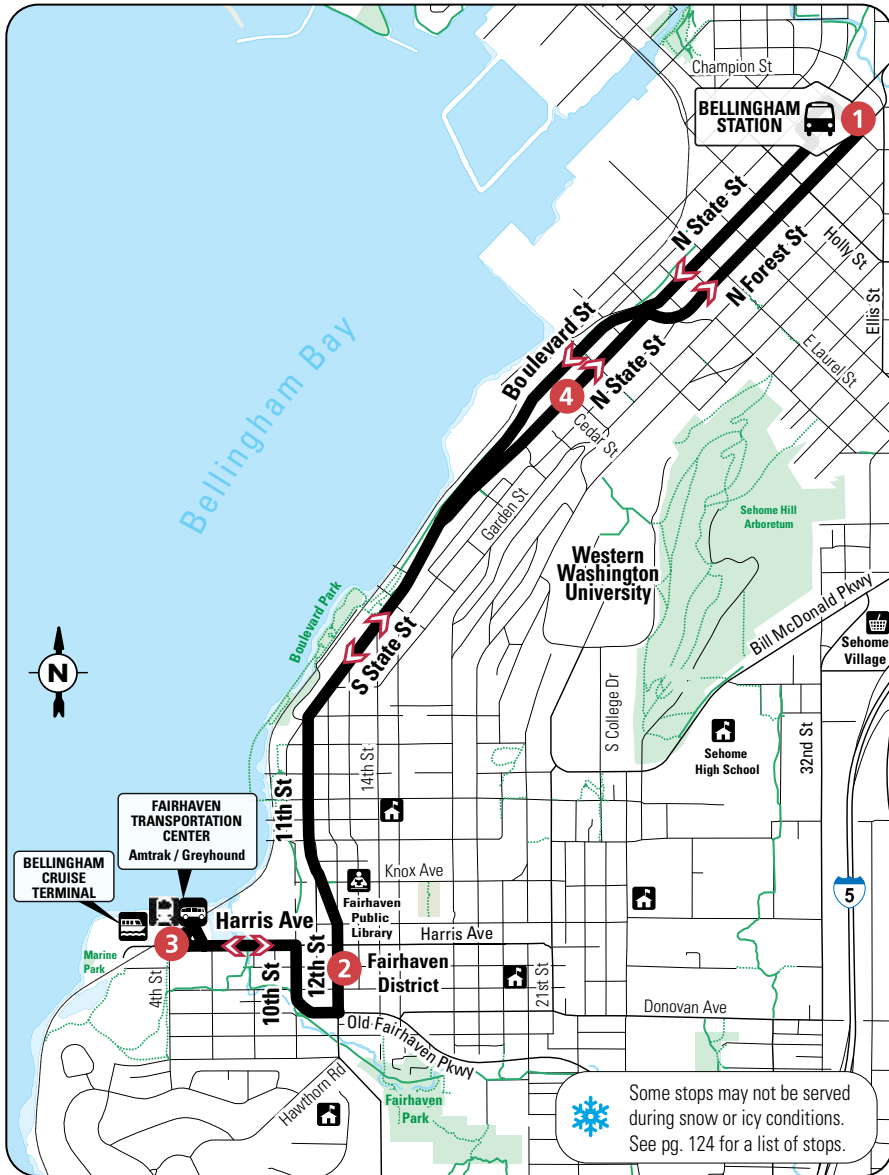 Champion St
BELLINGHAM
STATION
1
N State St
N Forest St
Holly St
Ellis St
Boulevard St
N State St
E Laurel St
4
Cedar St
Bellingham Bay
Garden St
Sehome Hill
Arboretum
Western
Washington
University
Boulevard Park
S State St
Bill McDonald Pkwy
Sehome
Village
N
S College Dr
14th St
Sehome
High School
32nd St
11th St
FAIRHAVEN
TRANSPORTATION
CENTER
Amtrak / Greyhound
BELLINGHAM
CRUISE
TERMINAL
Knox Ave
5
Fairhaven
Public
Library
Harris Ave
Harris Ave
3
Marine
Park
4th St
10th St
12th St
2
Fairhaven
District
21st St
Donovan Ave
Old Fairhaven Pkwy
Hawthorn Rd
Fairhaven
Park
Some stops may not be served
during snow or icy conditions.
See pg. 124 for a list of stops.